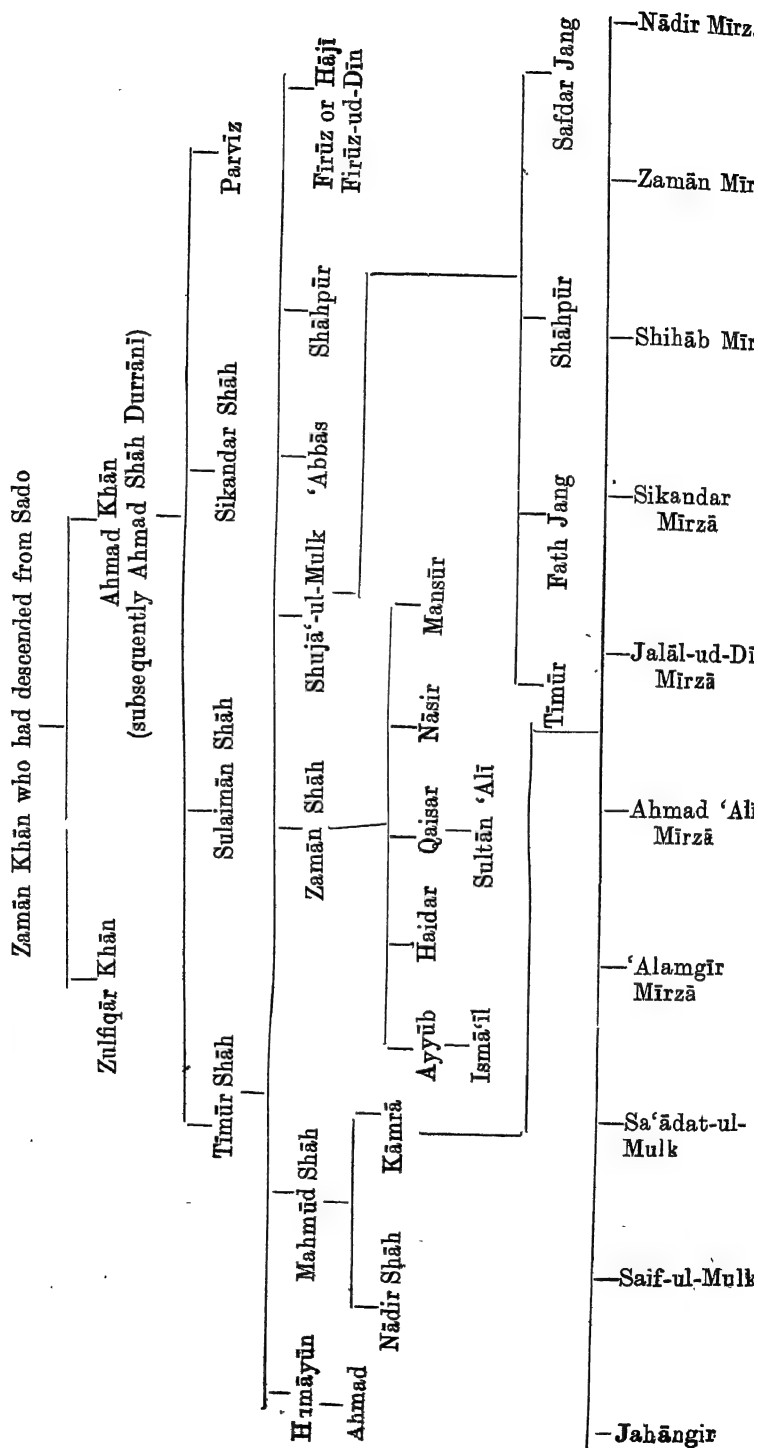 Zamān Khān who had descended from Sado
Zulfiqār Khān
Ahmad Khān
(subsequently Ahmad Shāh Durrānī)
Tīmūr Shāh
Sulaimān Shāh
Sikandar Shāh
Parvīz
Humāyūn
Mahmūd Shāh
Zamān Shāh
Shujā‘-ul-Mulk
‘Abbās
Shāhpūr
Fīrūz or Hājī
Firūz-ud-Dīn
Ahmad
Nādir Shāh
Kāmrā
Ayyūb
Haidar
Qaisar
Nāsir
Mansūr
Ismā‘īl
Sultān ‘Alī
Tīmūr
Fath Jang
Shāhpūr
Safdar Jang
Nādir Mīrz
Zamān Mīr
Shihāb Mīr
Sikandar
Mīrzā
Jalāl-ud-Dī
Mīrzā
Ahmad ‘Ali
Mīrzā
‘Alamgīr
Mīrzā
Sa‘ādat-ul-
Mulk
Saif-ul-Mulk
Jahāngir